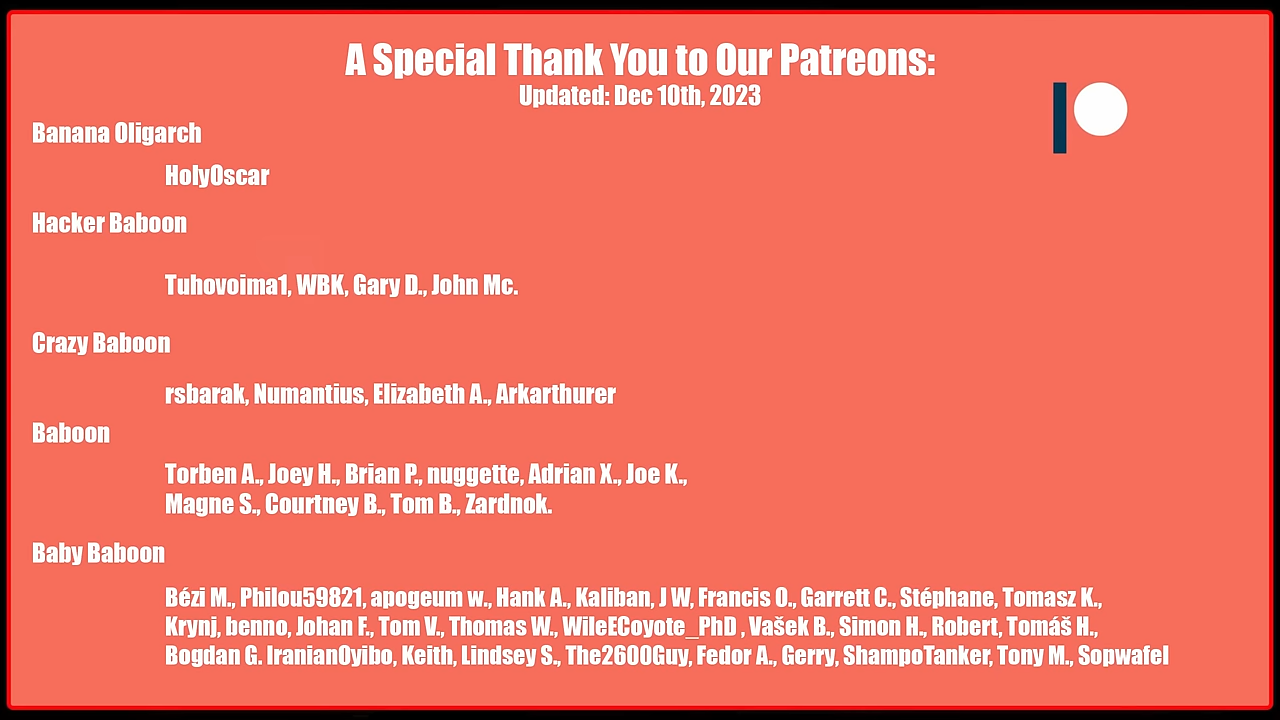 A Special Thank You to Our Patreons:
Updated: Dec 10th, 2023
Banana Oligarch
HolyOscar
Hacker Baboon
Tuhovoima1, WBK, Gary D., John Mc.
Crazy Baboon
rsbarak, Numantius, Elizabeth A., Arkarthurer
Baboon
Torben A., Joey H., Brian P., nuggette, Adrian X., Joe K.,
Magne S., Courtney B., Tom B., Zardnok.
Baby Baboon
Bézi M., Philou59821, apogeum w., Hank A., Kaliban, J W, Francis O., Garrett C., Stéphane, Tomasz K.,
Krynj, benno, Johan F., Tom V., Thomas W., WileECoyote_PhD , Vašek B., Simon H., Robert, Tomáš H.,
Bogdan G. IranianOyibo, Keith, Lindsey S., The2600Guy, Fedor A., Gerry, ShampoTanker, Tony M., Sopwafel